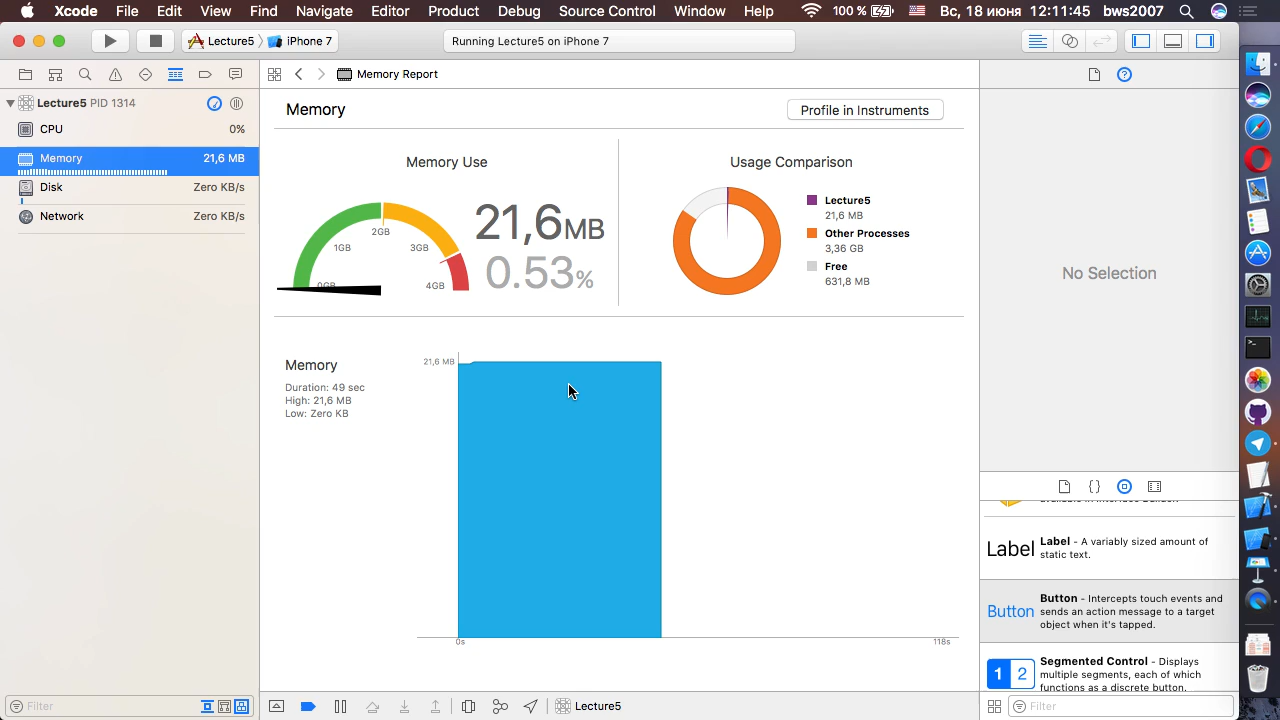 Xcode File Edit View Find Navigate Editor Product Debug Source Control Window Help 100 % Вс, 18 июня 12:11:45 bws2007
Lecture5 iPhone 7
Running Lecture5 on iPhone 7
Memory Report
Lecture5 PID 1314
CPU 0%
Memory 21,6 MB
Disk Zero KB/s
Network Zero KB/s
Memory
Profile in Instruments
Memory Use
0GB
1GB
2GB
3GB
4GB
21,6MB
0.53%
Usage Comparison
Lecture5
21,6 MB
Other Processes
3,36 GB
Free
631,8 MB
Memory
Duration: 49 sec
High: 21,6 MB
Low: Zero KB
21,6 MB
0s
118s
No Selection
Label
Label - A variably sized amount of
static text.
Button
Button - Intercepts touch events and
sends an action message to a target
object when it's tapped.
1 2
Segmented Control - Displays
multiple segments, each of which
functions as a discrete button.
Filter
Lecture5
Filter